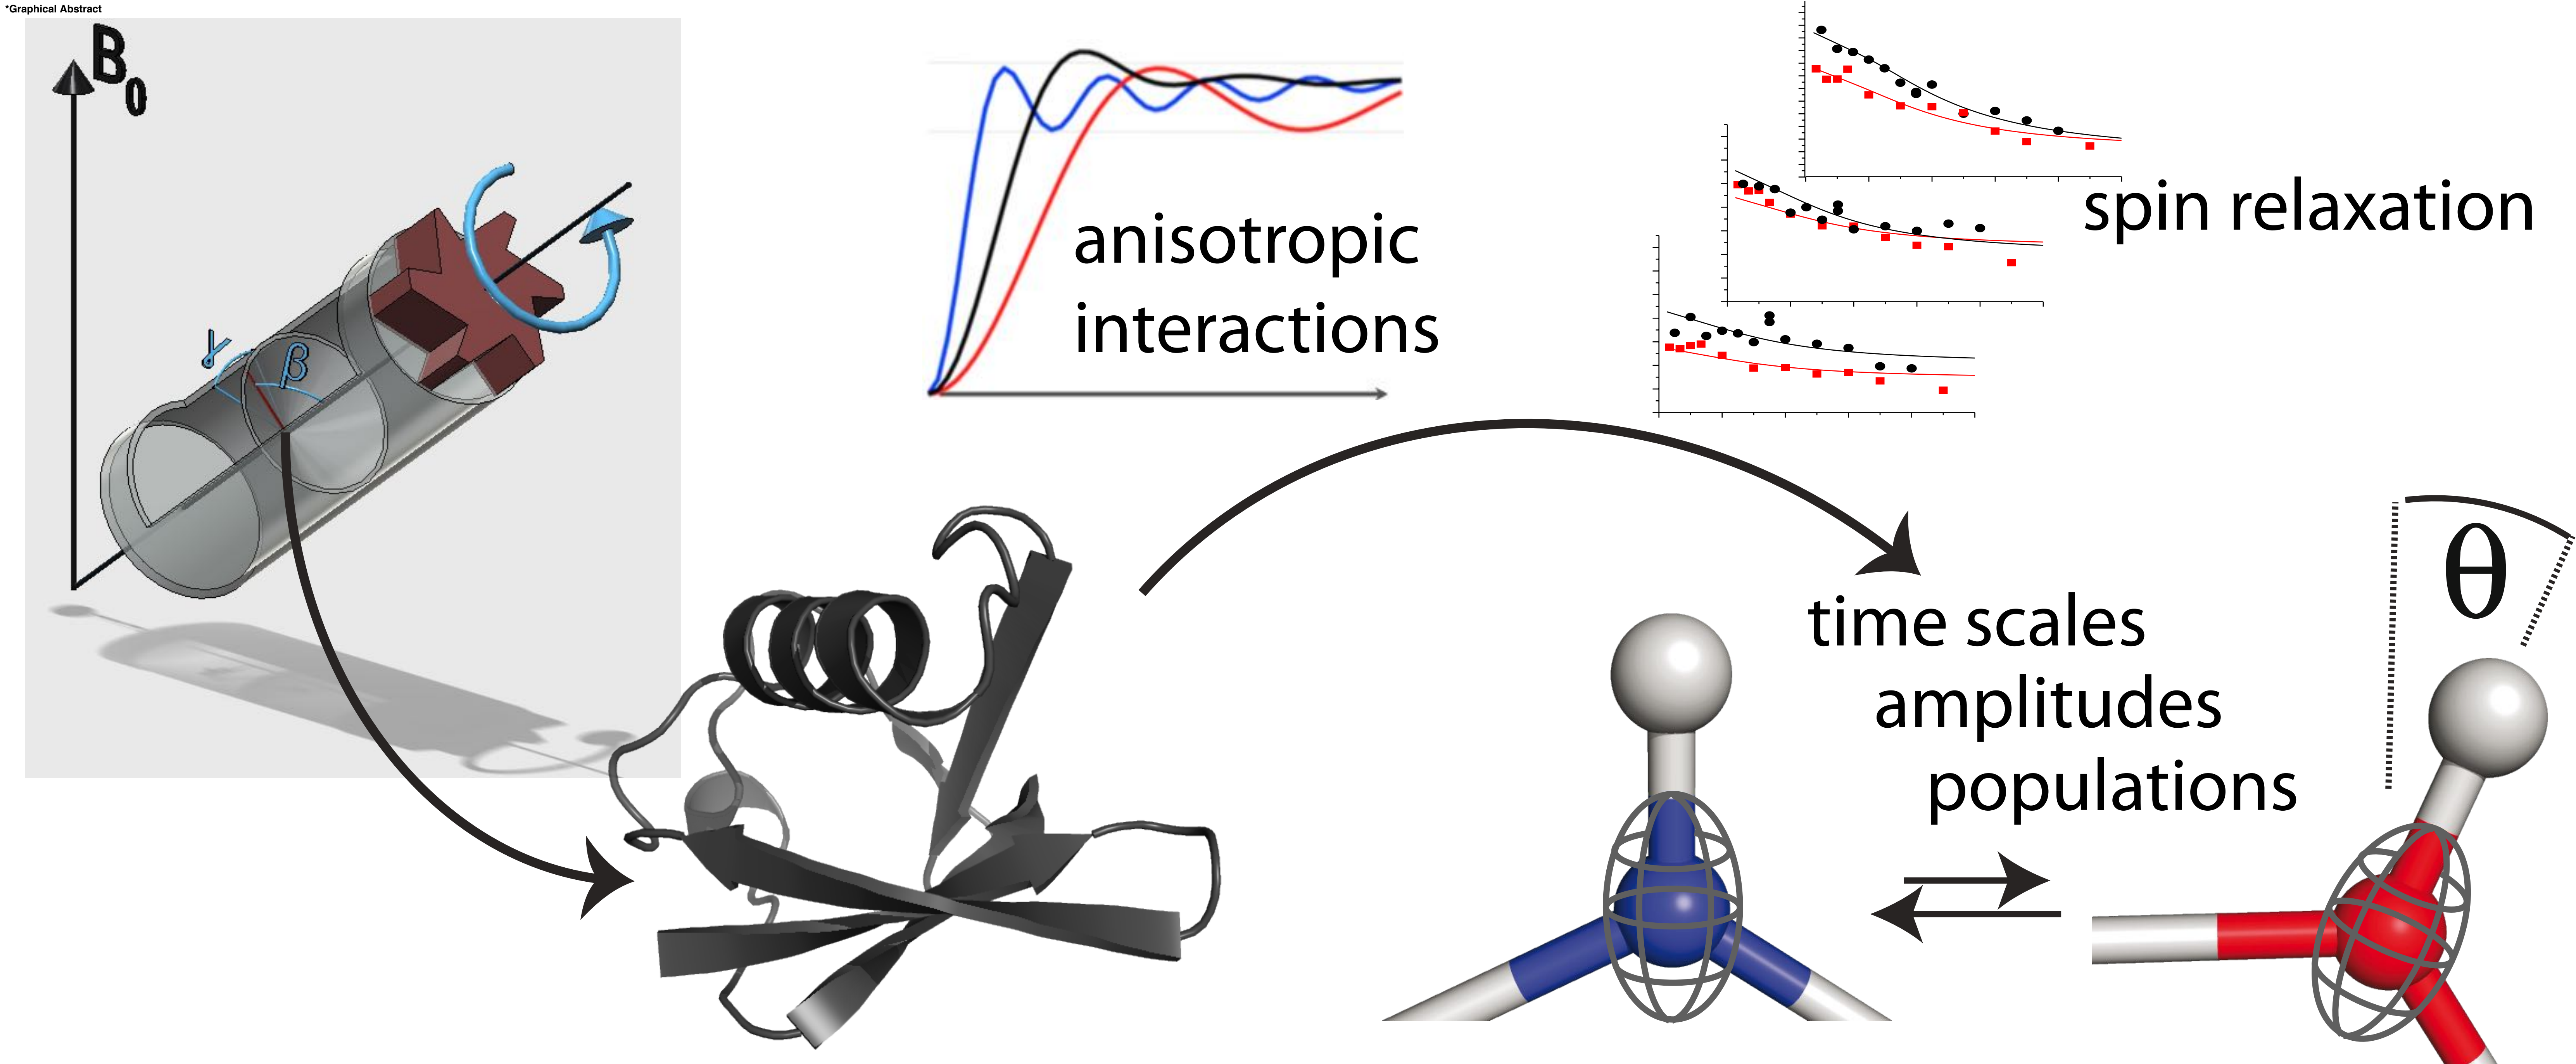 *Graphical Abstract
B0
γ
β
anisotropic
interactions
spin relaxation
time scales
amplitudes
populations
θ